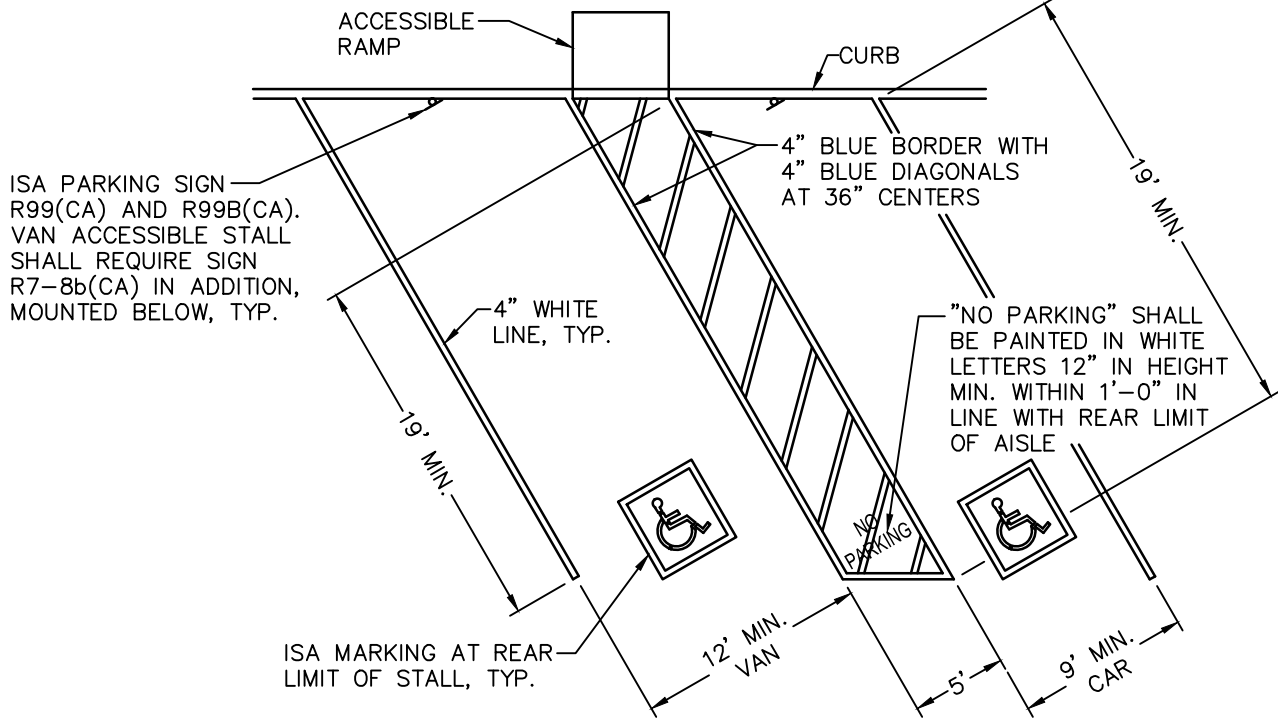 ACCESSIBLE
RAMP
CURB
4” BLUE BORDER WITH
4” BLUE DIAGONALS
AT 36” CENTERS
19' MIN.
ISA PARKING SIGN
R99(CA) AND R99B(CA).
VAN ACCESSIBLE STALL
SHALL REQUIRE SIGN
R7-8b(CA) IN ADDITION,
MOUNTED BELOW, TYP.
4” WHITE
LINE, TYP.
"NO PARKING" SHALL
BE PAINTED IN WHITE
LETTERS 12” IN HEIGHT
MIN. WITHIN 1'-0” IN
LINE WITH REAR LIMIT
OF AISLE
19' MIN.
NO
PARKING
ISA MARKING AT REAR
LIMIT OF STALL, TYP.
12' MIN.
VAN
5'
9' MIN.
CAR